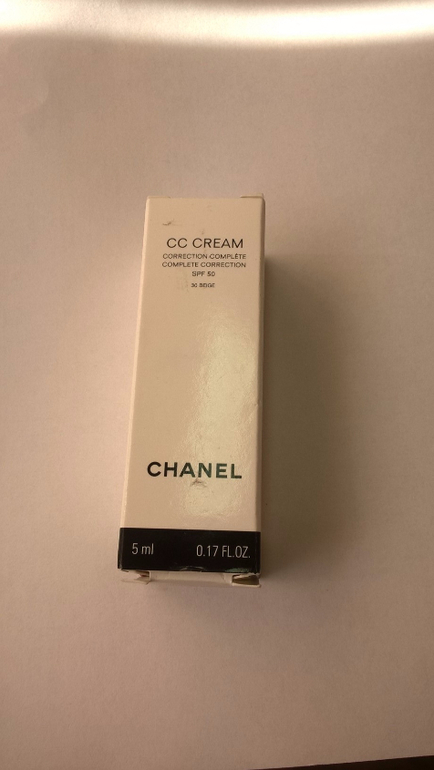 CC CREAM
CORRECTION COMPLÈTE
COMPLETE CORRECTION
SPF 50
30 BEIGE
CHANEL
5 ml 0.17 FL.OZ.